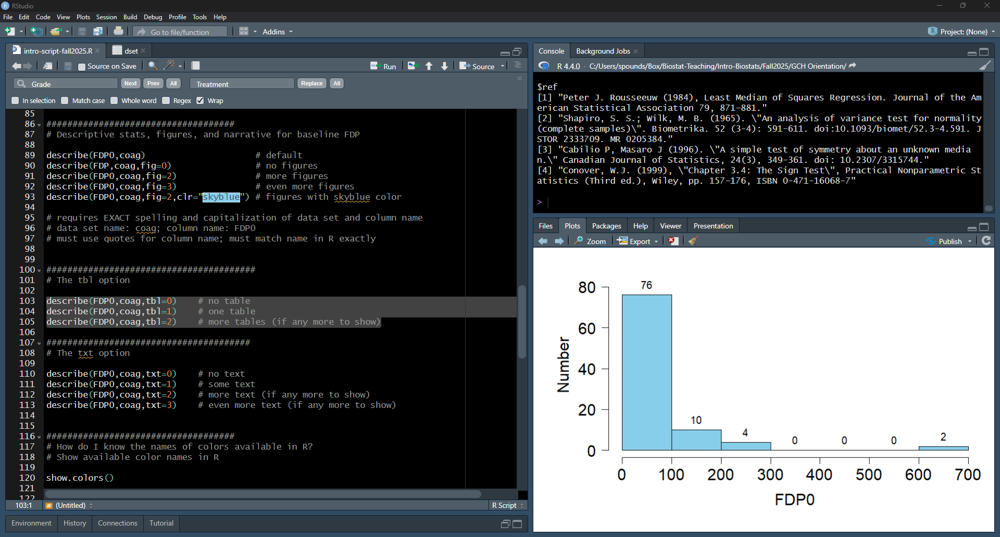 RStudio
File Edit Code View Plots Session Build Debug Profile Tools Help
Go to file/function Addins Project: (None)
intro-script-fall2025.R dset
Source on Save Run Source
Grade Next Prev All Treatment Replace All
In selection Match case Whole word Regex Wrap
85
86 ####################################
87 # Descriptive stats, figures, and narrative for baseline FDP
88
89 describe(FDP0,coag) # default
90 describe(FDP,coag,fig=0) # no figures
91 describe(FDP0,coag,fig=2) # more figures
92 describe(FDP0,coag,fig=3) # even more figures
93 describe(FDP0,coag,fig=2,clr="skyblue") # figures with skyblue color
94
95 # requires EXACT spelling and capitalization of data set and column name
96 # data set name: coag; column name: FDP0
97 # must use quotes for column name; must match name in R exactly
98
99
100 ########################################
101 # The tbl option
102
103 describe(FDP0,coag,tbl=0) # no table
104 describe(FDP0,coag,tbl=1) # one table
105 describe(FDP0,coag,tbl=2) # more tables (if any more to show)
106
107 #######################################
108 # The txt option
109
110 describe(FDP0,coag,txt=0) # no text
111 describe(FDP0,coag,txt=1) # some text
112 describe(FDP0,coag,txt=2) # more text (if any more to show)
113 describe(FDP0,coag,txt=3) # even more text (if any more to show)
114
115
116 ####################################
117 # How do I know the names of colors available in R?
118 # Show available color names in R
119
120 show.colors()
121
122
103:1 # (Untitled) R Script
Environment History Connections Tutorial
Console Background Jobs
R 4.4.0 · C:/Users/spounds/Box/Biostat-Teaching/Intro-Biostats/Fall2025/GCH Orientation/
$ref
[1] "Peter J. Rousseeuw (1984), Least Median of Squares Regression. Journal of the Am
erican Statistical Association 79, 871-881."
[2] "Shapiro, S. S.; Wilk, M. B. (1965). \"An analysis of variance test for normality
(complete samples)\". Biometrika. 52 (3-4): 591-611. doi:10.1093/biomet/52.3-4.591. J
STOR 2333709. MR 0205384."
[3] "Cabilio P, Masaro J (1996). \"A simple test of symmetry about an unknown media
n.\" Canadian Journal of Statistics, 24(3), 349-361. doi: 10.2307/3315744."
[4] "Conover, W.J. (1999), \"Chapter 3.4: The Sign Test\", Practical Nonparametric St
atistics (Third ed.), Wiley, pp. 157-176, ISBN 0-471-16068-7"
>
Files Plots Packages Help Viewer Presentation
Zoom Export Publish
80
60
40
20
0
Number
76 10 4 0 0 0 2
0 100 200 300 400 500 600 700
FDP0